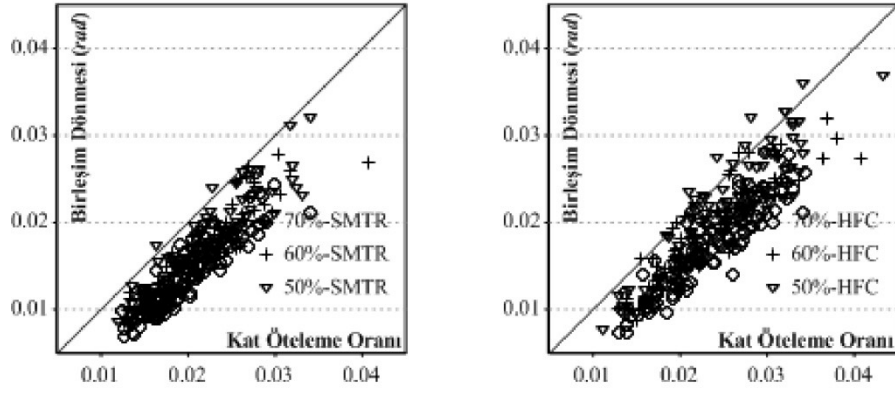 0.04
0.03
0.02
0.01
Birleşim Dönmesi (rad)
70%-SMTR
60%-SMTR
50%-SMTR
Kat Öteleme Oranı
0.01 0.02 0.03 0.04
0.04
0.03
0.02
0.01
Birleşim Dönmesi (rad)
70%-HFC
60%-HFC
50%-HFC
Kat Öteleme Oranı
0.01 0.02 0.03 0.04